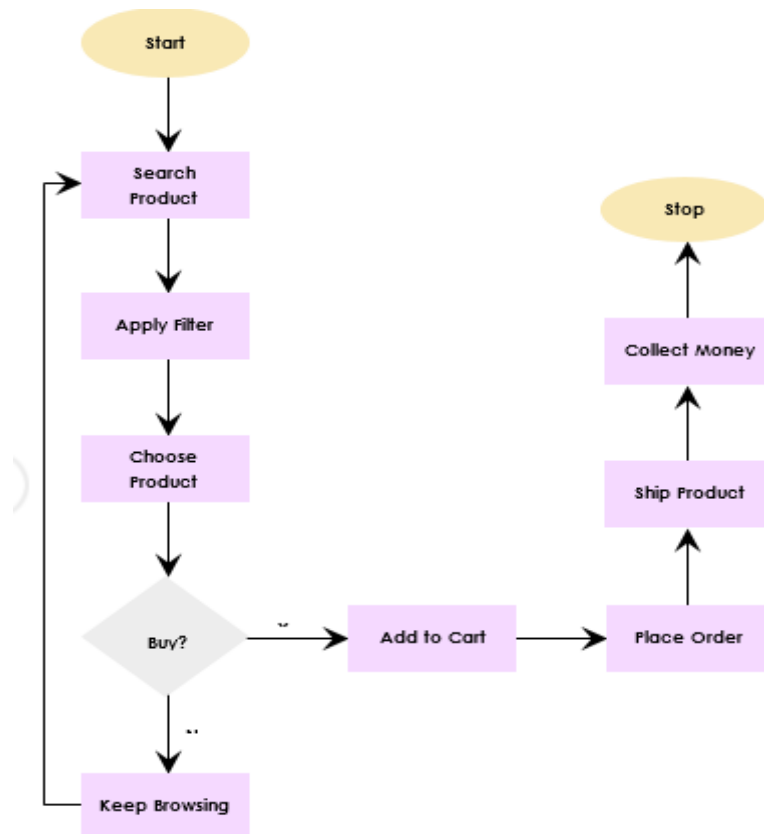 Start
Search
Product
Apply Filter
Choose
Product
Buy?
Keep Browsing
Add to Cart
Place Order
Ship Product
Collect Money
Stop